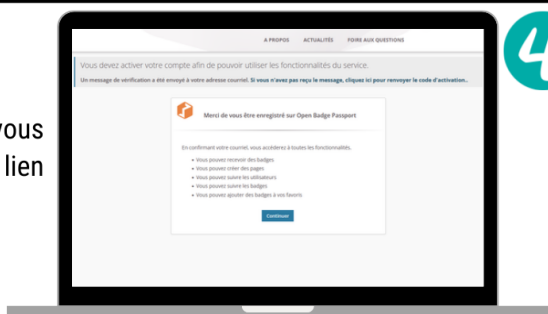 4
A PROPOS ACTUALITÉS FOIRE AUX QUESTIONS
Vous devez activer votre compte afin de pouvoir utiliser les fonctionnalités du service.
Un message de vérification a été envoyé à votre adresse courriel. Si vous n'avez pas reçu le message, cliquez ici pour renvoyer le code d'activation..
vous
lien
Merci de vous être enregistré sur Open Badge Passport
En confirmant votre courriel, vous accéderez à toutes les fonctionnalités.
• Vous pouvez recevoir des badges
• Vous pouvez créer des pages
• Vous pouvez suivre les utilisateurs
• Vous pouvez suivre les badges
• Vous pouvez ajouter des badges à vos favoris
Continuer